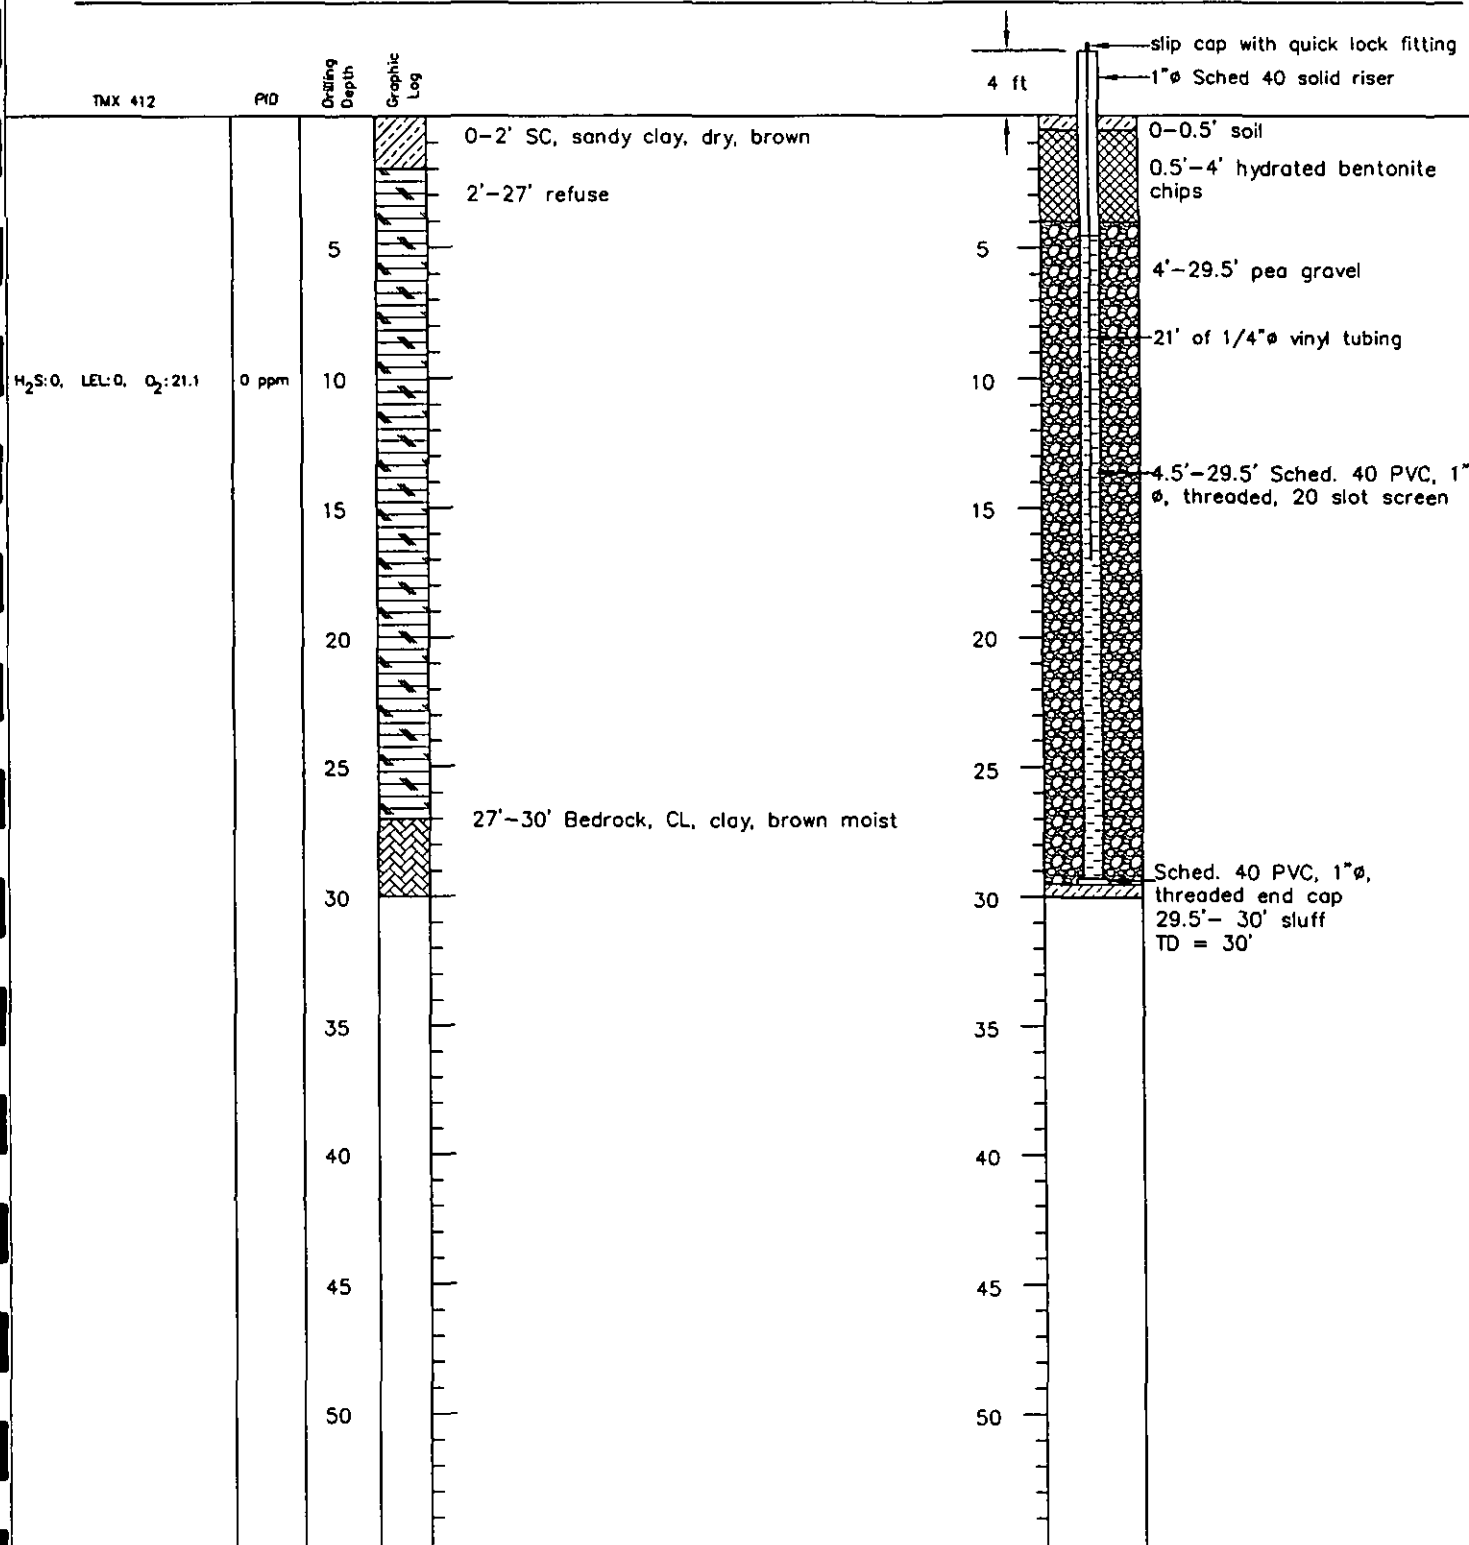 TMX 412
PID
Drilling
Depth
Graphic
Log
4 ft
slip cap with quick lock fitting
1"ø Sched 40 solid riser
0-2' SC, sandy clay, dry, brown
0-0.5' soil
2'-27' refuse
0.5'-4' hydrated bentonite
chips
5
5
4'-29.5' pea gravel
21' of 1/4"ø vinyl tubing
H2S:0, LEL:0, O2:21.1
0 ppm
10
10
4.5'-29.5' Sched. 40 PVC, 1"
ø, threaded, 20 slot screen
15
15
20
20
25
25
27'-30' Bedrock, CL, clay, brown moist
30
30
Sched. 40 PVC, 1"ø,
threaded end cap
29.5'- 30' sluff
TD = 30'
35
35
40
40
45
45
50
50